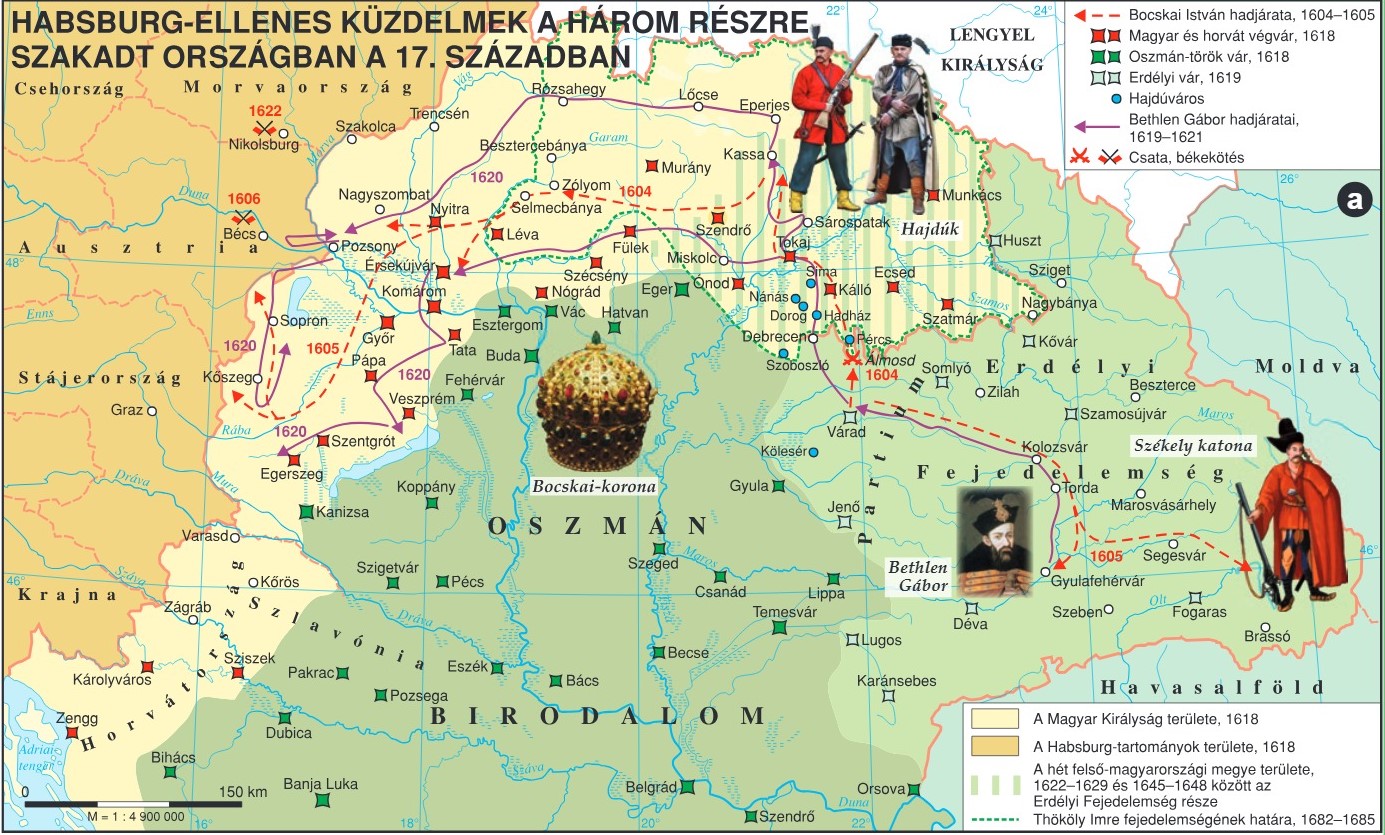 HABSBURG-ELLENES KÜZDELMEK A HÁROM RÉSZRE
SZAKADT ORSZÁGBAN A 17. SZÁZADBAN
22°
24°
LENGYEL
KIRÁLYSÁG
Bocskai István hadjárata, 1604–1605
Magyar és horvát végvár, 1618
Oszmán-török vár, 1618
Erdélyi vár, 1619
Hajdúváros
Bethlen Gábor hadjáratai,
1619–1621
Csata, békekötés
a
26°
Csehország
Morvaország
1622
Nikolsburg
Szakolca
Trencsén
Vág
Rózsahegy
Lőcse
Eperjes
Morva
Besztercebánya
Garam
Murány
Kassa
1620
Zólyom
1604
Munkács
Duna
Nagyszombat
Nyitra
Selmecbánya
1606
Bécs
Ausztria
Pozsony
Léva
Fülek
Szendrő
Sárospatak
Hajdúk
Tokaj
Huszt
48°
Érsekújvár
Szécsény
Miskolc
Ónod
Sima
Ecsed
Sziget
Komárom
Nógrád
Eger
Nánás
Kálló
Szamos
Nagybánya
Enns
Sopron
Győr
Esztergom
Vác
Hatvan
Tisza
Dorog
Hadház
Szatmár
1620
1605
Tata
Buda
Debrecen
Pércs
Kővár
Pápa
Szoboszló
Álmosd
1604
Erdélyi
Moldva
Stájerország
Kőszeg
1620
Fehérvár
Somlyó
Zilah
Beszterce
Graz
Veszprém
Szamosújvár
Maros
Rába
1620
Szentgrót
Várad
Egerszeg
Kolozsvár
Székely katona
Kölesér
Partium
Fejedelemség
Bocskai-korona
Dráva
Mura
Koppány
Gyula
Torda
Marosvásárhely
Kanizsa
OSZMÁN
Jenő
Varasd
Maros
1605
Segesvár
46°
46°
Szeged
Bethlen
Gábor
Gyulafehérvár
Száva
Kőrös
Szigetvár
Pécs
Csanád
Lippa
Krajna
Olt
Fogaras
Zágráb
Szlavónia
Dráva
Temesvár
Déva
Szeben
Brassó
Lugos
Horvátország
Sziszek
Becse
Károlyváros
Pakrac
Eszék
Bács
Karánsebes
Havasalföld
Pozsega
Zengg
BIRODALOM
Dubica
Adriai-
tenger
Bihács
Száva
Banja Luka
Belgrád
Orsova
Duna
Szendrő
0
150 km
M = 1 : 4 900 000
16°
18°
20°
22°
A Magyar Királyság területe, 1618
A Habsburg-tartományok területe, 1618
A hét felső-magyarországi megye területe,
1622–1629 és 1645–1648 között az
Erdélyi Fejedelemség része
Thököly Imre fejedelemségének határa, 1682–1685